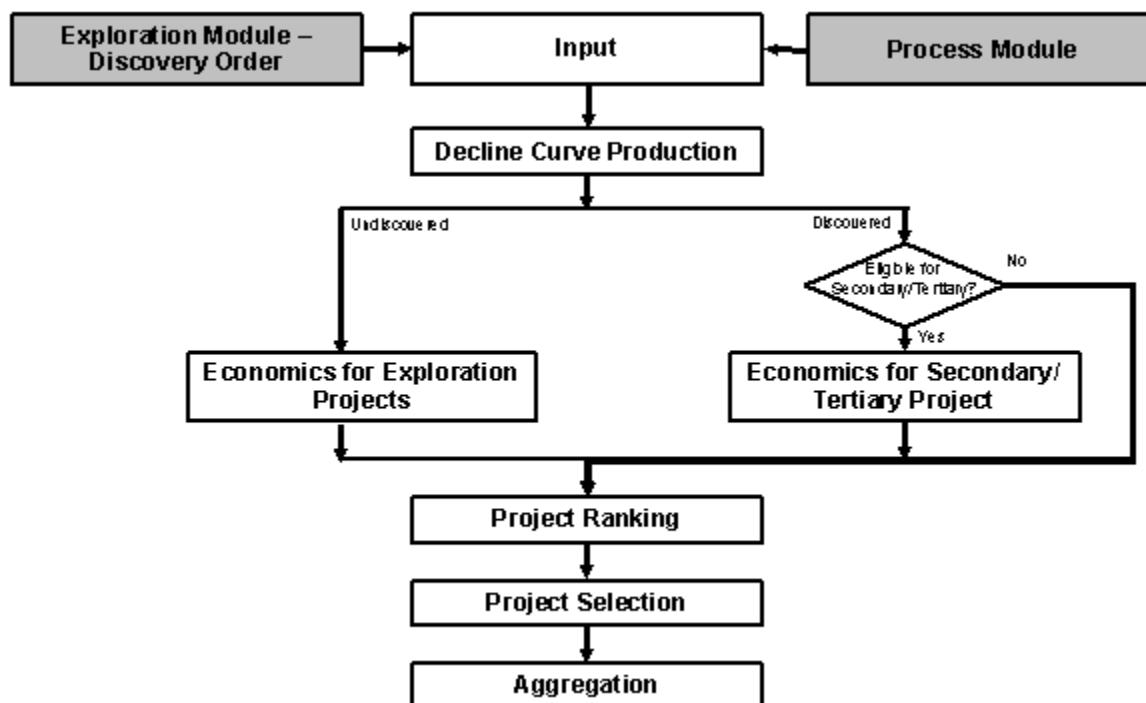 Exploration Module –
Discovery Order
Input
Process Module
Decline Curve Production
Undiscovered
Discovered
Eligible for
Secondary/Tertiary?
No
Yes
Economics for Exploration
Projects
Economics for Secondary/
Tertiary Project
Project Ranking
Project Selection
Aggregation